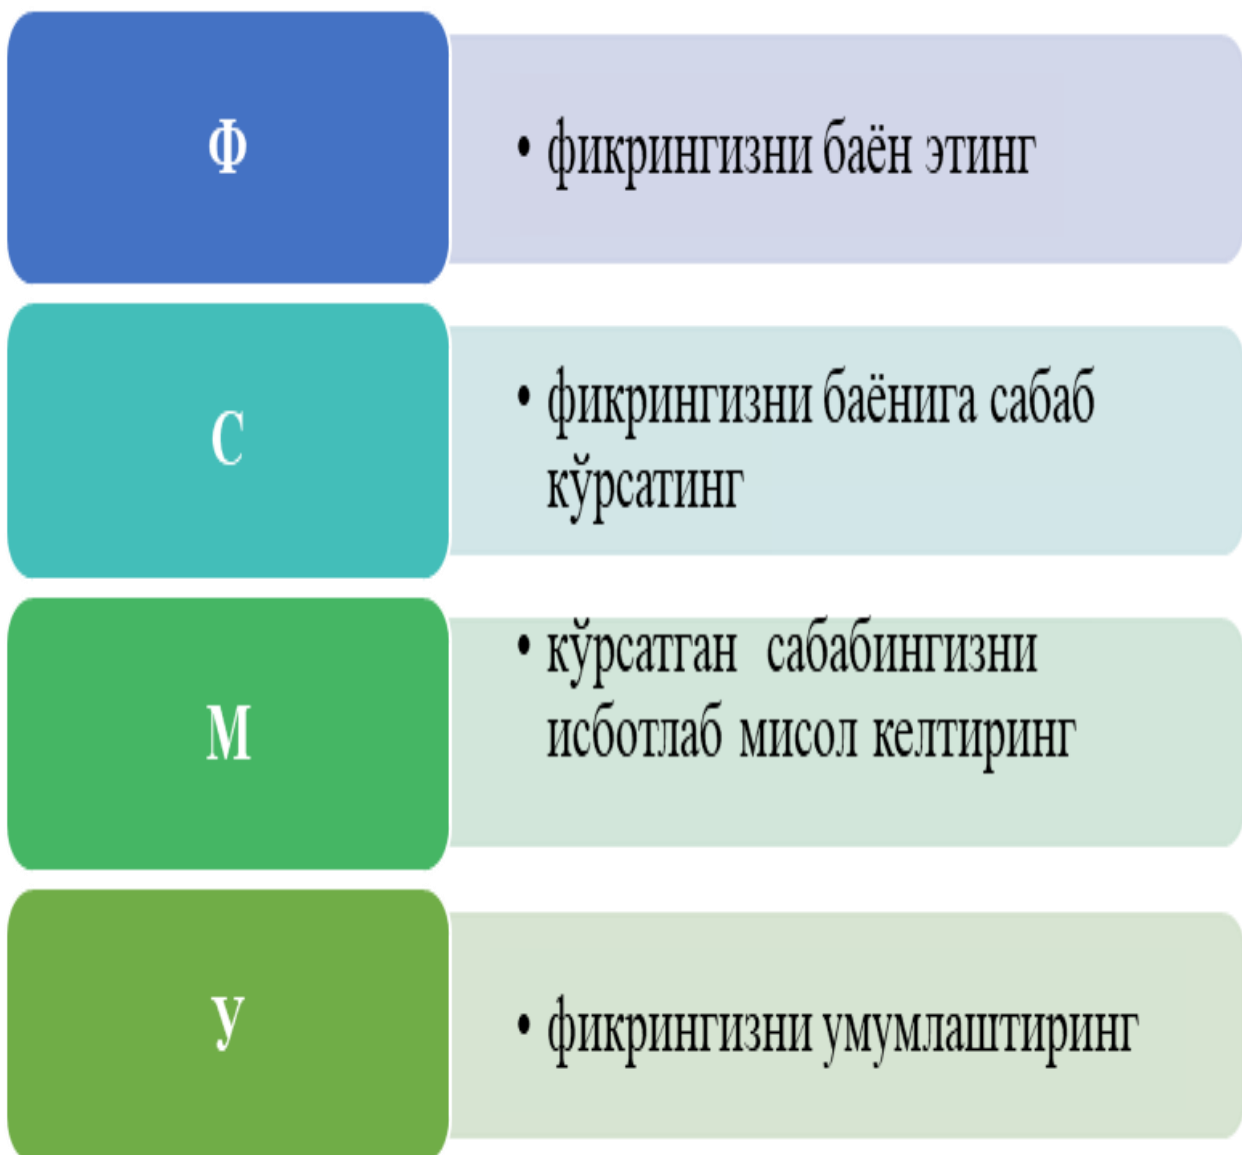 Ф
• фикрингизни баён этинг
С
• фикрингизни баёнига сабаб
кўрсатинг
М
• кўрсатган сабабингизни
исботлаб мисол келтиринг
У
• фикрингизни умумлаштиринг